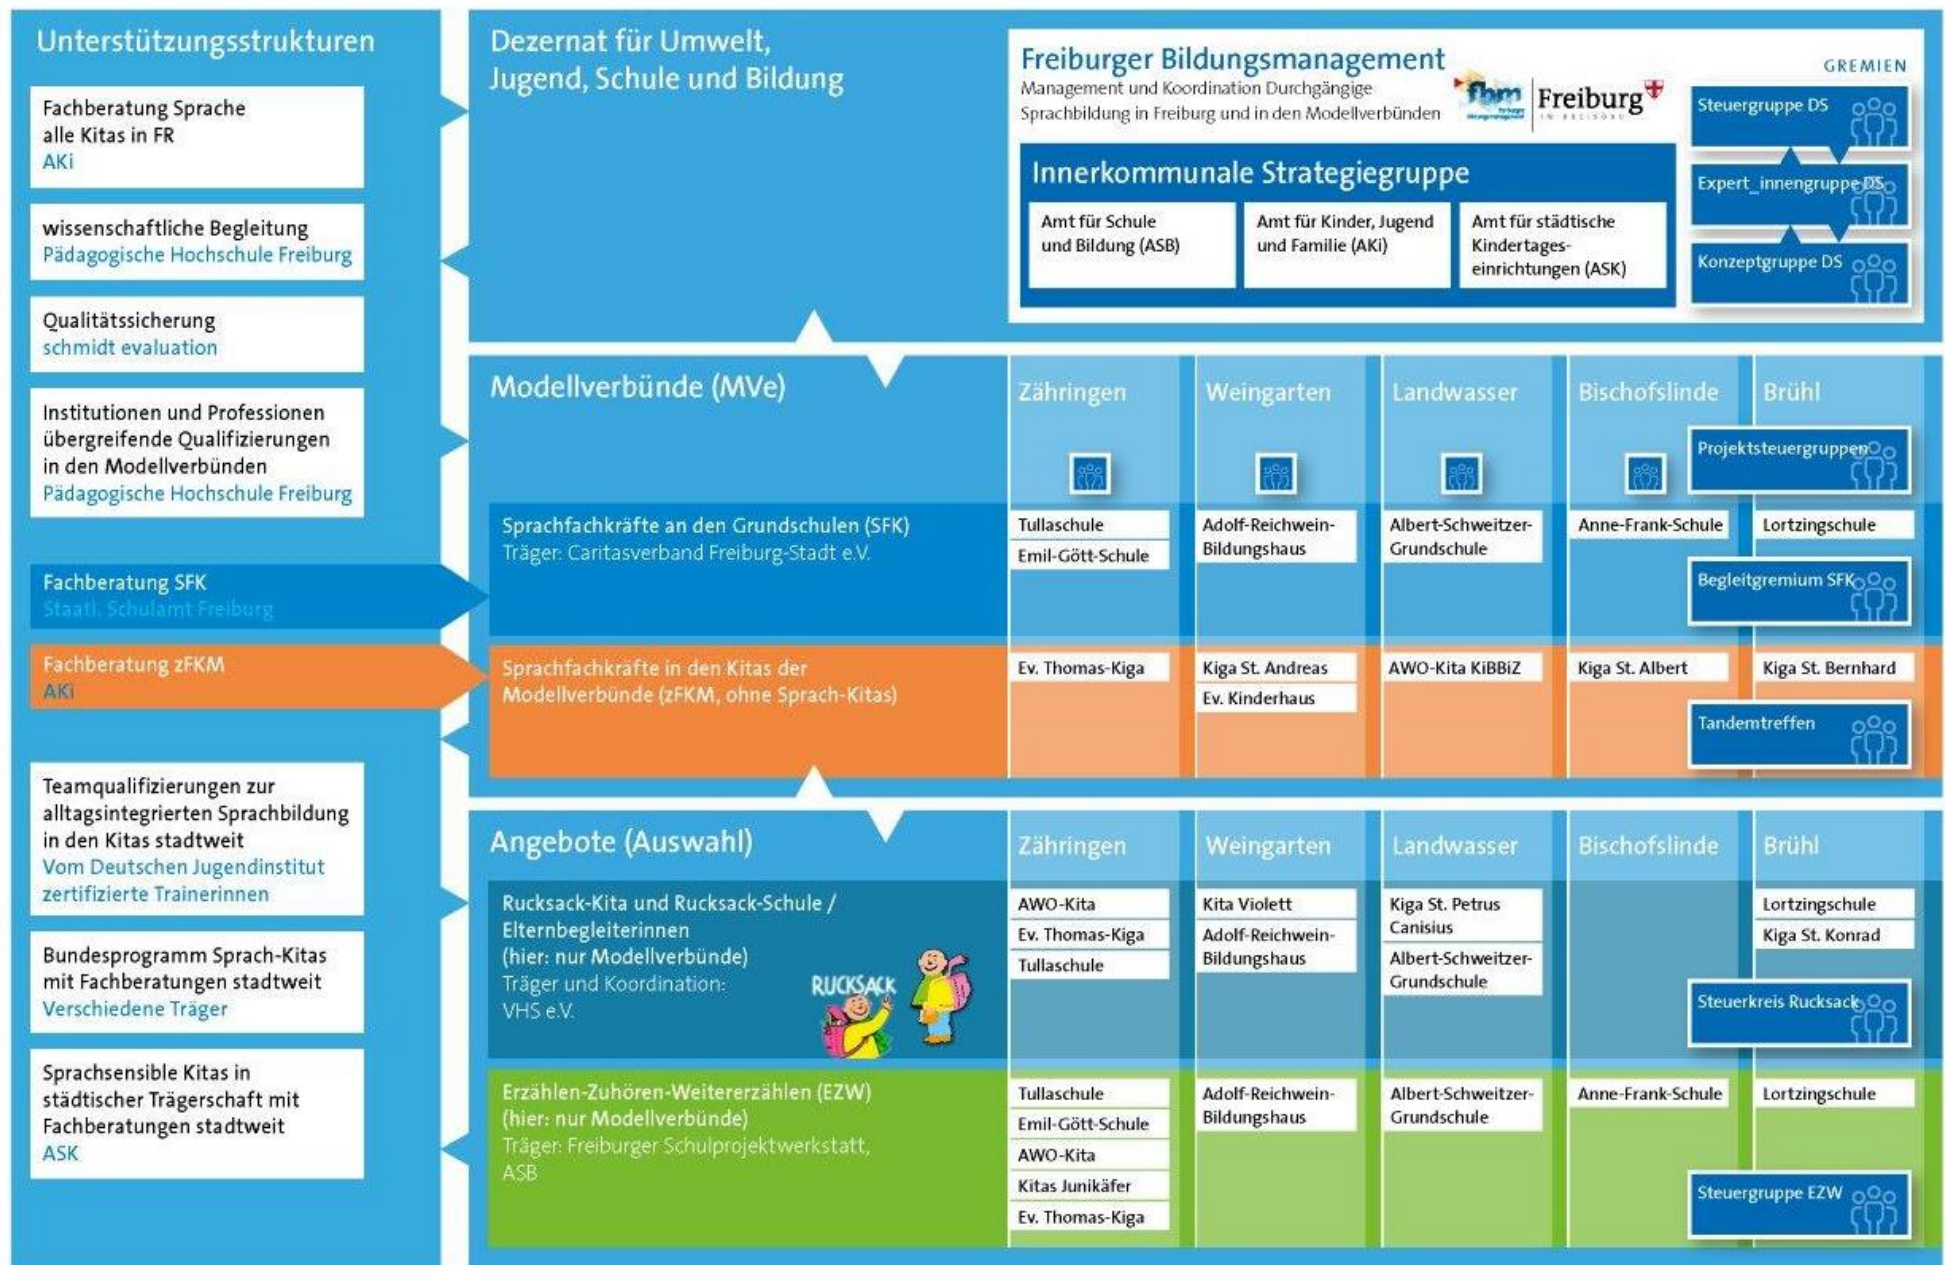 Unterstützungsstrukturen
Fachberatung Sprache
alle Kitas in FR
AKi
wissenschaftliche Begleitung
Pädagogische Hochschule Freiburg
Qualitätssicherung
schmidt evaluation
Institutionen und Professionen
übergreifende Qualifizierungen
in den Modellverbünden
Pädagogische Hochschule Freiburg
Fachberatung SFK
Staatl. Schulamt Freiburg
Fachberatung zFKM
AKi
Teamqualifizierungen zur
alltagsintegrierten Sprachbildung
in den Kitas stadtweit
Vom Deutschen Jugendinstitut
zertifizierte Trainerinnen
Bundesprogramm Sprach-Kitas
mit Fachberatungen stadtweit
Verschiedene Träger
Sprachsensible Kitas in
städtischer Trägerschaft mit
Fachberatungen stadtweit
ASK
Dezernat für Umwelt,
Jugend, Schule und Bildung
Freiburger Bildungsmanagement
Management und Koordination Durchgängige
Sprachbildung in Freiburg und in den Modellverbünden
fbm
Freiburg
IM BREISGAU
GREMIEN
Steuergruppe DS
Expert_innengruppe DS
Konzeptgruppe DS
Innerkommunale Strategiegruppe
Amt für Schule
und Bildung (ASB)
Amt für Kinder, Jugend
und Familie (AKi)
Amt für städtische
Kindertages-
einrichtungen (ASK)
Modellverbünde (MVe)
Zähringen
Weingarten
Landwasser
Bischofslinde
Brühl
Projektsteuergruppen
Sprachfachkräfte an den Grundschulen (SFK)
Träger: Caritasverband Freiburg-Stadt e.V.
Tullaschule
Emil-Gött-Schule
Adolf-Reichwein-
Bildungshaus
Albert-Schweitzer-
Grundschule
Anne-Frank-Schule
Lortzingschule
Begleitgremium SFK
Sprachfachkräfte in den Kitas der
Modellverbünde (zFKM, ohne Sprach-Kitas)
Ev. Thomas-Kiga
Kiga St. Andreas
Ev. Kinderhaus
AWO-Kita KiBBiZ
Kiga St. Albert
Kiga St. Bernhard
Tandemtreffen
Angebote (Auswahl)
Zähringen
Weingarten
Landwasser
Bischofslinde
Brühl
Rucksack-Kita und Rucksack-Schule /
Elternbegleiterinnen
(hier: nur Modellverbünde)
Träger und Koordination:
VHS e.V.
RUCKSACK
AWO-Kita
Ev. Thomas-Kiga
Tullaschule
Kita Violett
Adolf-Reichwein-
Bildungshaus
Kiga St. Petrus
Canisius
Albert-Schweitzer-
Grundschule
Lortzingschule
Kiga St. Konrad
Steuerkreis Rucksack
Erzählen-Zuhören-Weitererzählen (EZW)
(hier: nur Modellverbünde)
Träger: Freiburger Schulprojektwerkstatt,
ASB
Tullaschule
Emil-Gött-Schule
AWO-Kita
Kitas Junikäfer
Ev. Thomas-Kiga
Adolf-Reichwein-
Bildungshaus
Albert-Schweitzer-
Grundschule
Anne-Frank-Schule
Lortzingschule
Steuergruppe EZW